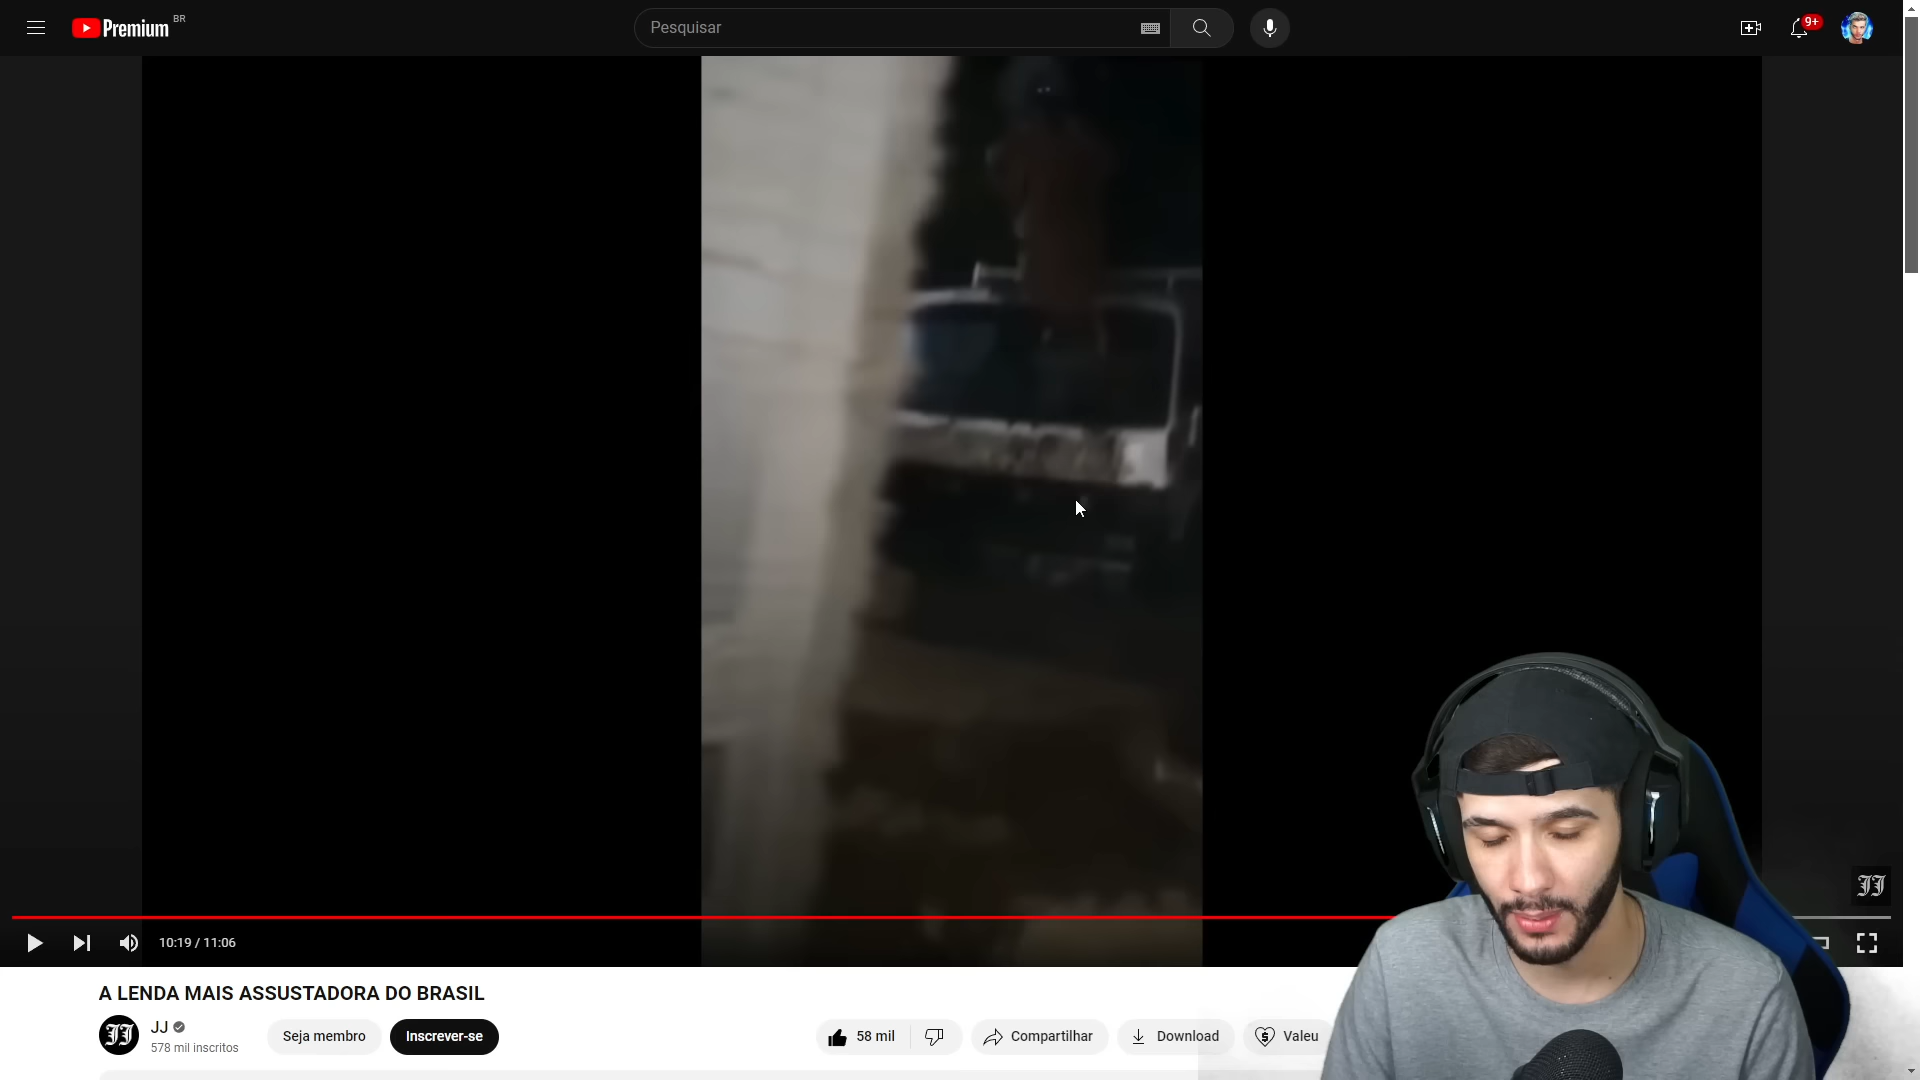 Premium BR
Pesquisar
9+
JJ
10:19 / 11:06
A LENDA MAIS ASSUSTADORA DO BRASIL
JJ
JJ
578 mil inscritos
Seja membro
Inscrever-se
58 mil
Compartilhar
Download
Valeu